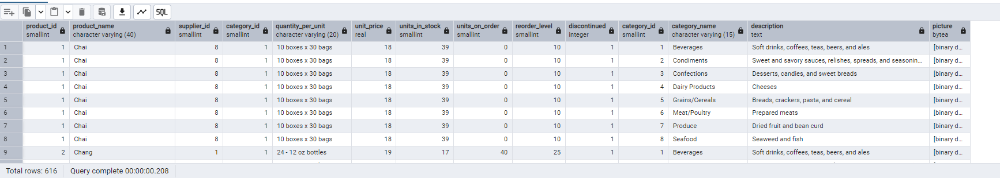 SQL
product_id product_name supplier_id category_id quantity_per_unit unit_price units_in_stock units_on_order reorder_level discontinued category_id category_name description picture
smallint character varying (40) smallint smallint character varying (20) real smallint smallint smallint integer smallint character varying (15) text bytea
1 1 Chai 8 1 10 boxes x 30 bags 18 39 0 10 1 1 Beverages Soft drinks, coffees, teas, beers, and ales [binary d...
2 1 Chai 8 1 10 boxes x 30 bags 18 39 0 10 1 2 Condiments Sweet and savory sauces, relishes, spreads, and seasonin... [binary d...
3 1 Chai 8 1 10 boxes x 30 bags 18 39 0 10 1 3 Confections Desserts, candies, and sweet breads [binary d...
4 1 Chai 8 1 10 boxes x 30 bags 18 39 0 10 1 4 Dairy Products Cheeses [binary d...
5 1 Chai 8 1 10 boxes x 30 bags 18 39 0 10 1 5 Grains/Cereals Breads, crackers, pasta, and cereal [binary d...
6 1 Chai 8 1 10 boxes x 30 bags 18 39 0 10 1 6 Meat/Poultry Prepared meats [binary d...
7 1 Chai 8 1 10 boxes x 30 bags 18 39 0 10 1 7 Produce Dried fruit and bean curd [binary d...
8 1 Chai 8 1 10 boxes x 30 bags 18 39 0 10 1 8 Seafood Seaweed and fish [binary d...
9 2 Chang 1 1 24 - 12 oz bottles 19 17 40 25 1 1 Beverages Soft drinks, coffees, teas, beers, and ales [binary d...
Total rows: 616 Query complete 00:00:00.208